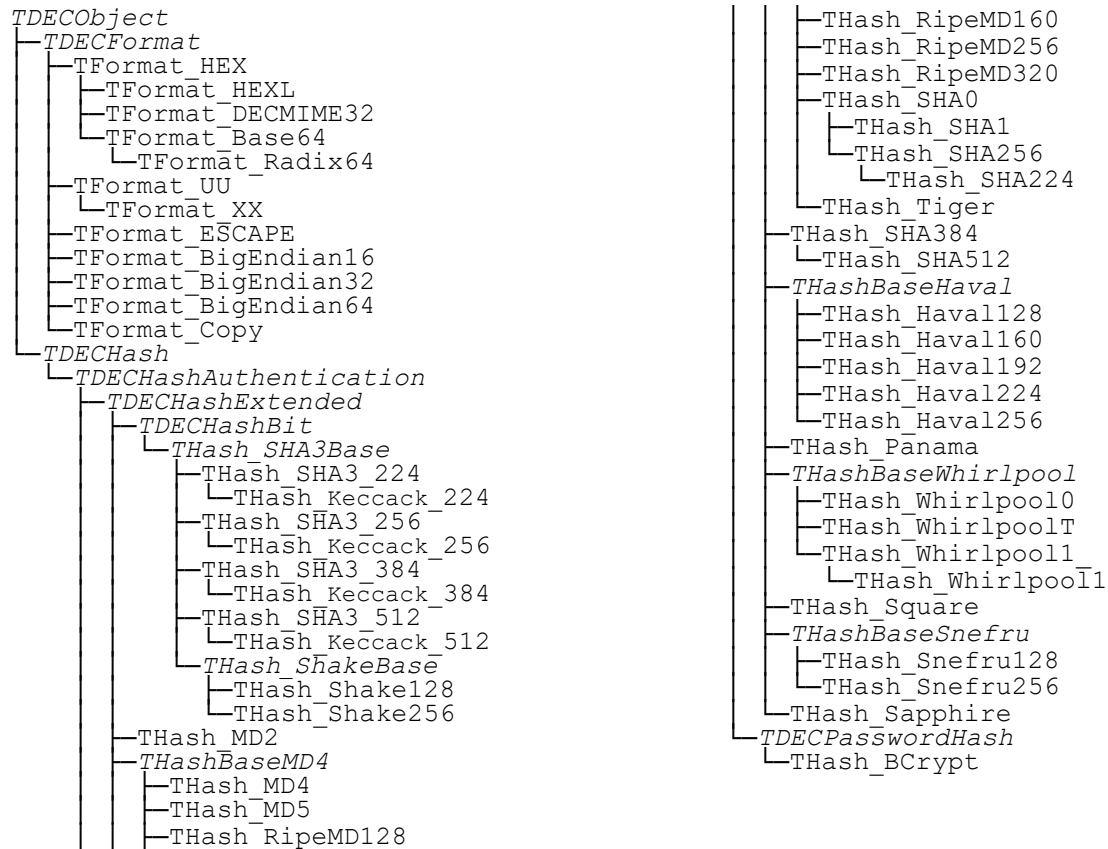 TDECObject
TDECFormat
TFormat_HEX
TFormat_HEXL
TFormat_DECMIME32
TFormat_Base64
TFormat_Radix64
TFormat_UU
TFormat_XX
TFormat_ESCAPE
TFormat_BigEndian16
TFormat_BigEndian32
TFormat_BigEndian64
TFormat_Copy
TDECHash
TDECHashAuthentication
TDECHashExtended
TDECHashBit
THash_SHA3Base
THash_SHA3_224
THash_Keccack_224
THash_SHA3_256
THash_Keccack_256
THash_SHA3_384
THash_Keccack_384
THash_SHA3_512
THash_Keccack_512
THash_ShakeBase
THash_Shake128
THash_Shake256
THash_MD2
THashBaseMD4
THash_MD4
THash_MD5
THash_RipeMD128
THash_RipeMD160
THash_RipeMD256
THash_RipeMD320
THash_SHA0
THash_SHA1
THash_SHA256
THash_SHA224
THash_Tiger
THash_SHA384
THash_SHA512
THashBaseHaval
THash_Haval128
THash_Haval160
THash_Haval192
THash_Haval224
THash_Haval256
THash_Panama
THashBaseWhirlpool
THash_Whirlpool0
THash_WhirlpoolT
THash_Whirlpool1_
THash_Whirlpool1
THash_Square
THashBaseSnefru
THash_Snefru128
THash_Snefru256
THash_Sapphire
TDECPasswordHash
THash_BCrypt